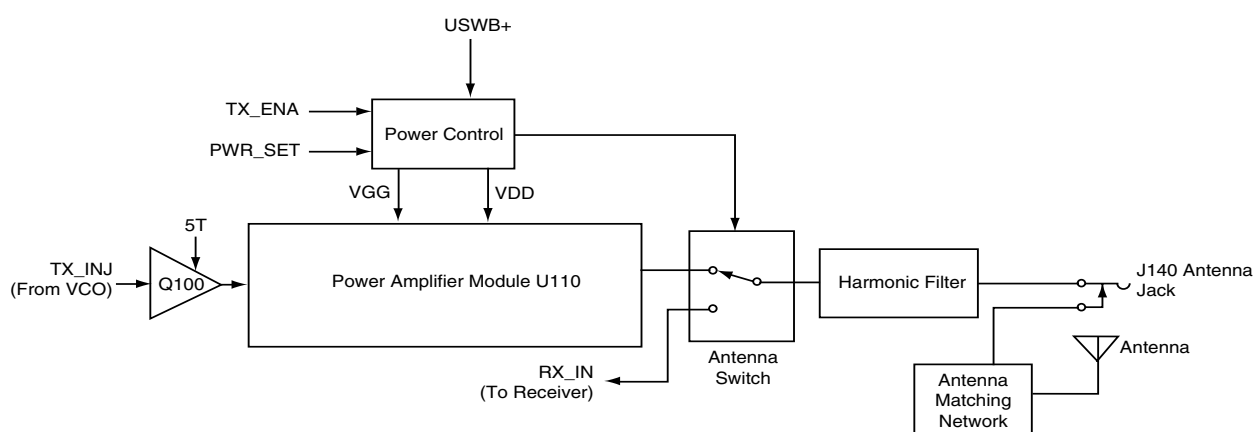 USWB+
TX_ENA
Power Control
PWR_SET
VGG
VDD
5T
TX_INJ
(From VCO)
Q100
Power Amplifier Module U110
Harmonic Filter
J140 Antenna
Jack
RX_IN
(To Receiver)
Antenna
Switch
Antenna
Antenna
Matching
Network